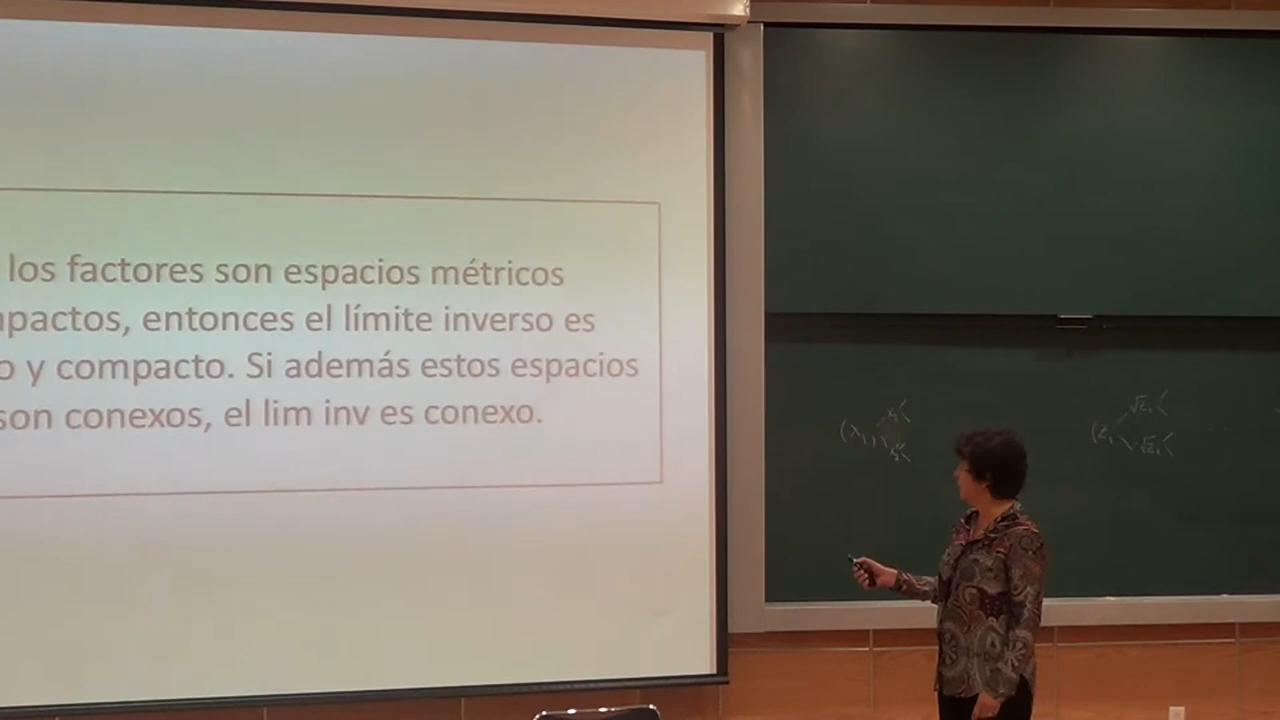 los factores son espacios métricos
pactos, entonces el límite inverso es
o y compacto. Si además estos espacios
son conexos, el lim inv es conexo.